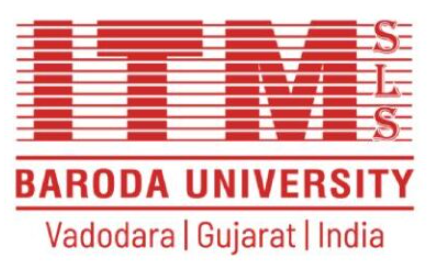 ITM SLS
BARODA UNIVERSITY
Vadodara | Gujarat | India